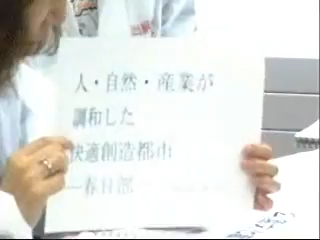 人・自然・産業が
調和した
快適創造都市
―春日部―